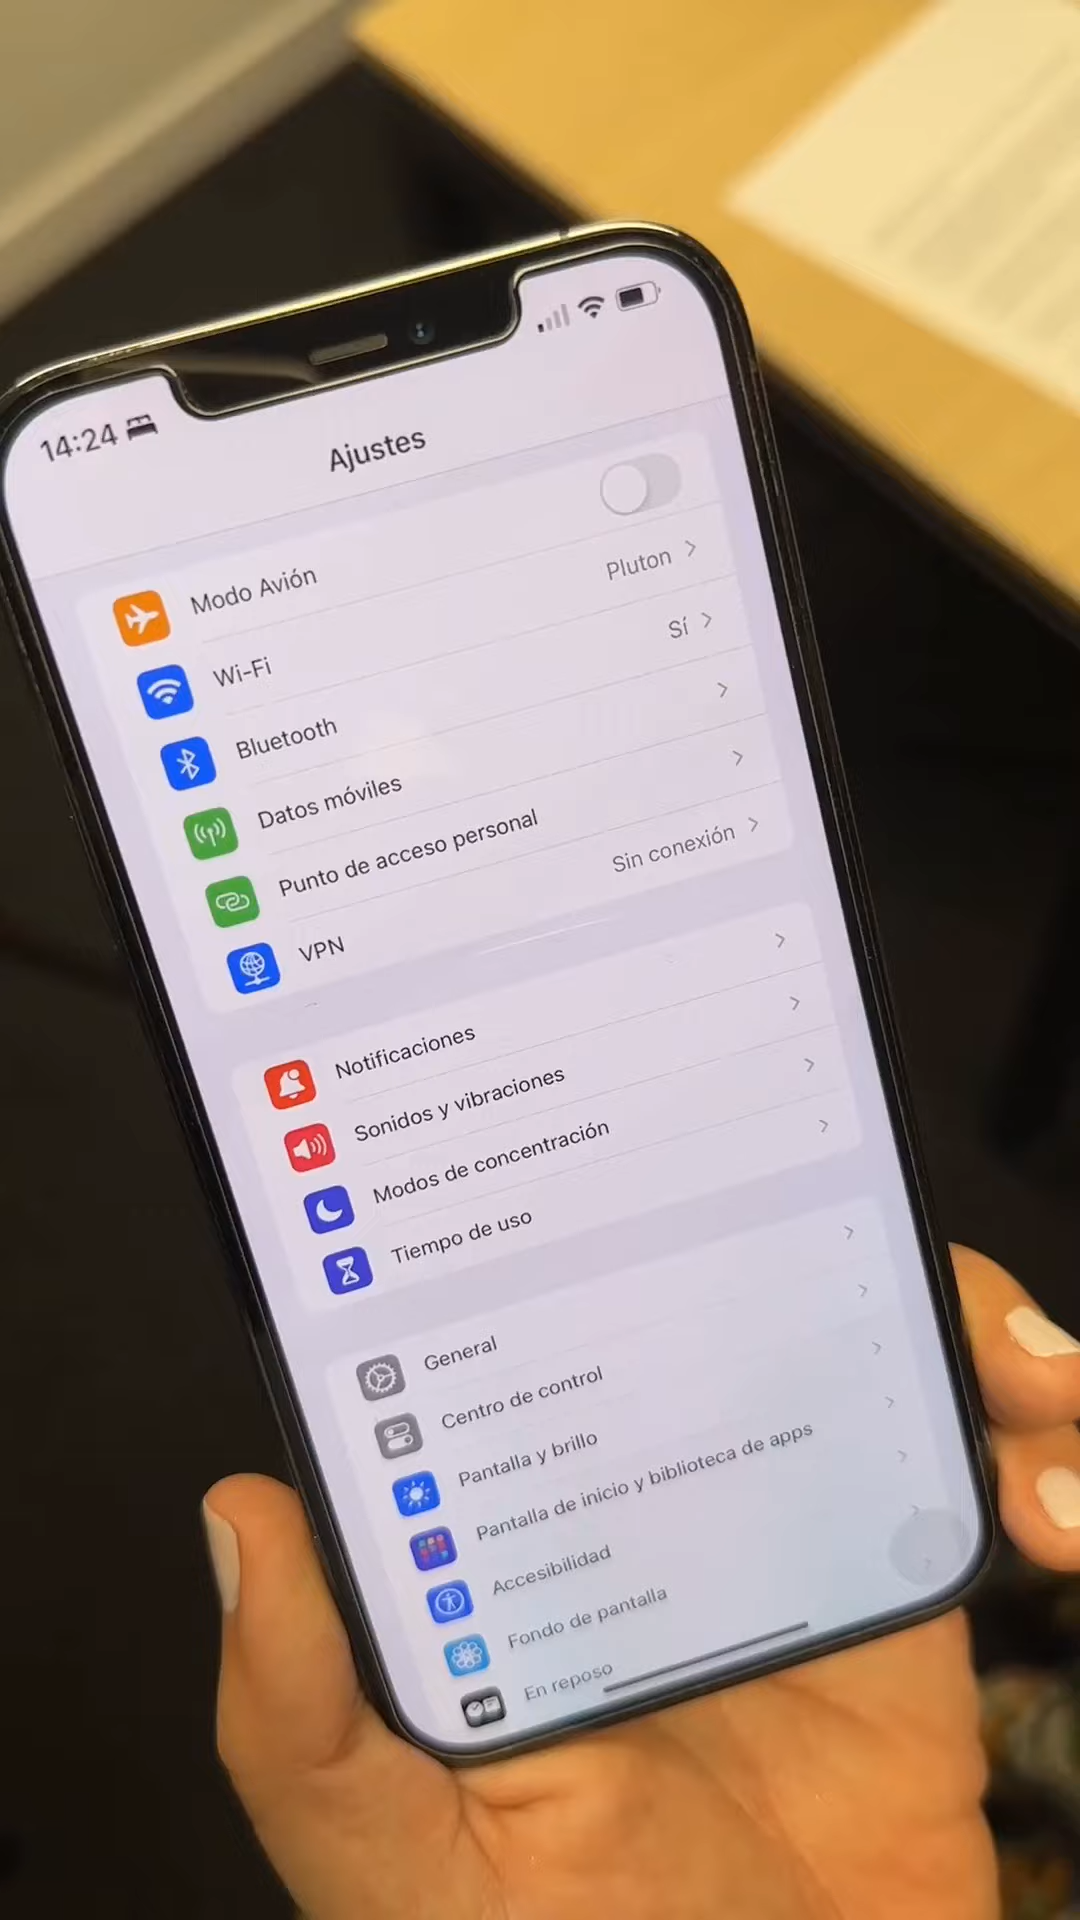 14:24
Ajustes
Modo Avión
Wi-Fi Pluton
Bluetooth Sí
Datos móviles
Punto de acceso personal
VPN Sin conexión
Notificaciones
Sonidos y vibraciones
Modos de concentración
Tiempo de uso
General
Centro de control
Pantalla y brillo
Pantalla de inicio y biblioteca de apps
Accesibilidad
Fondo de pantalla
En reposo